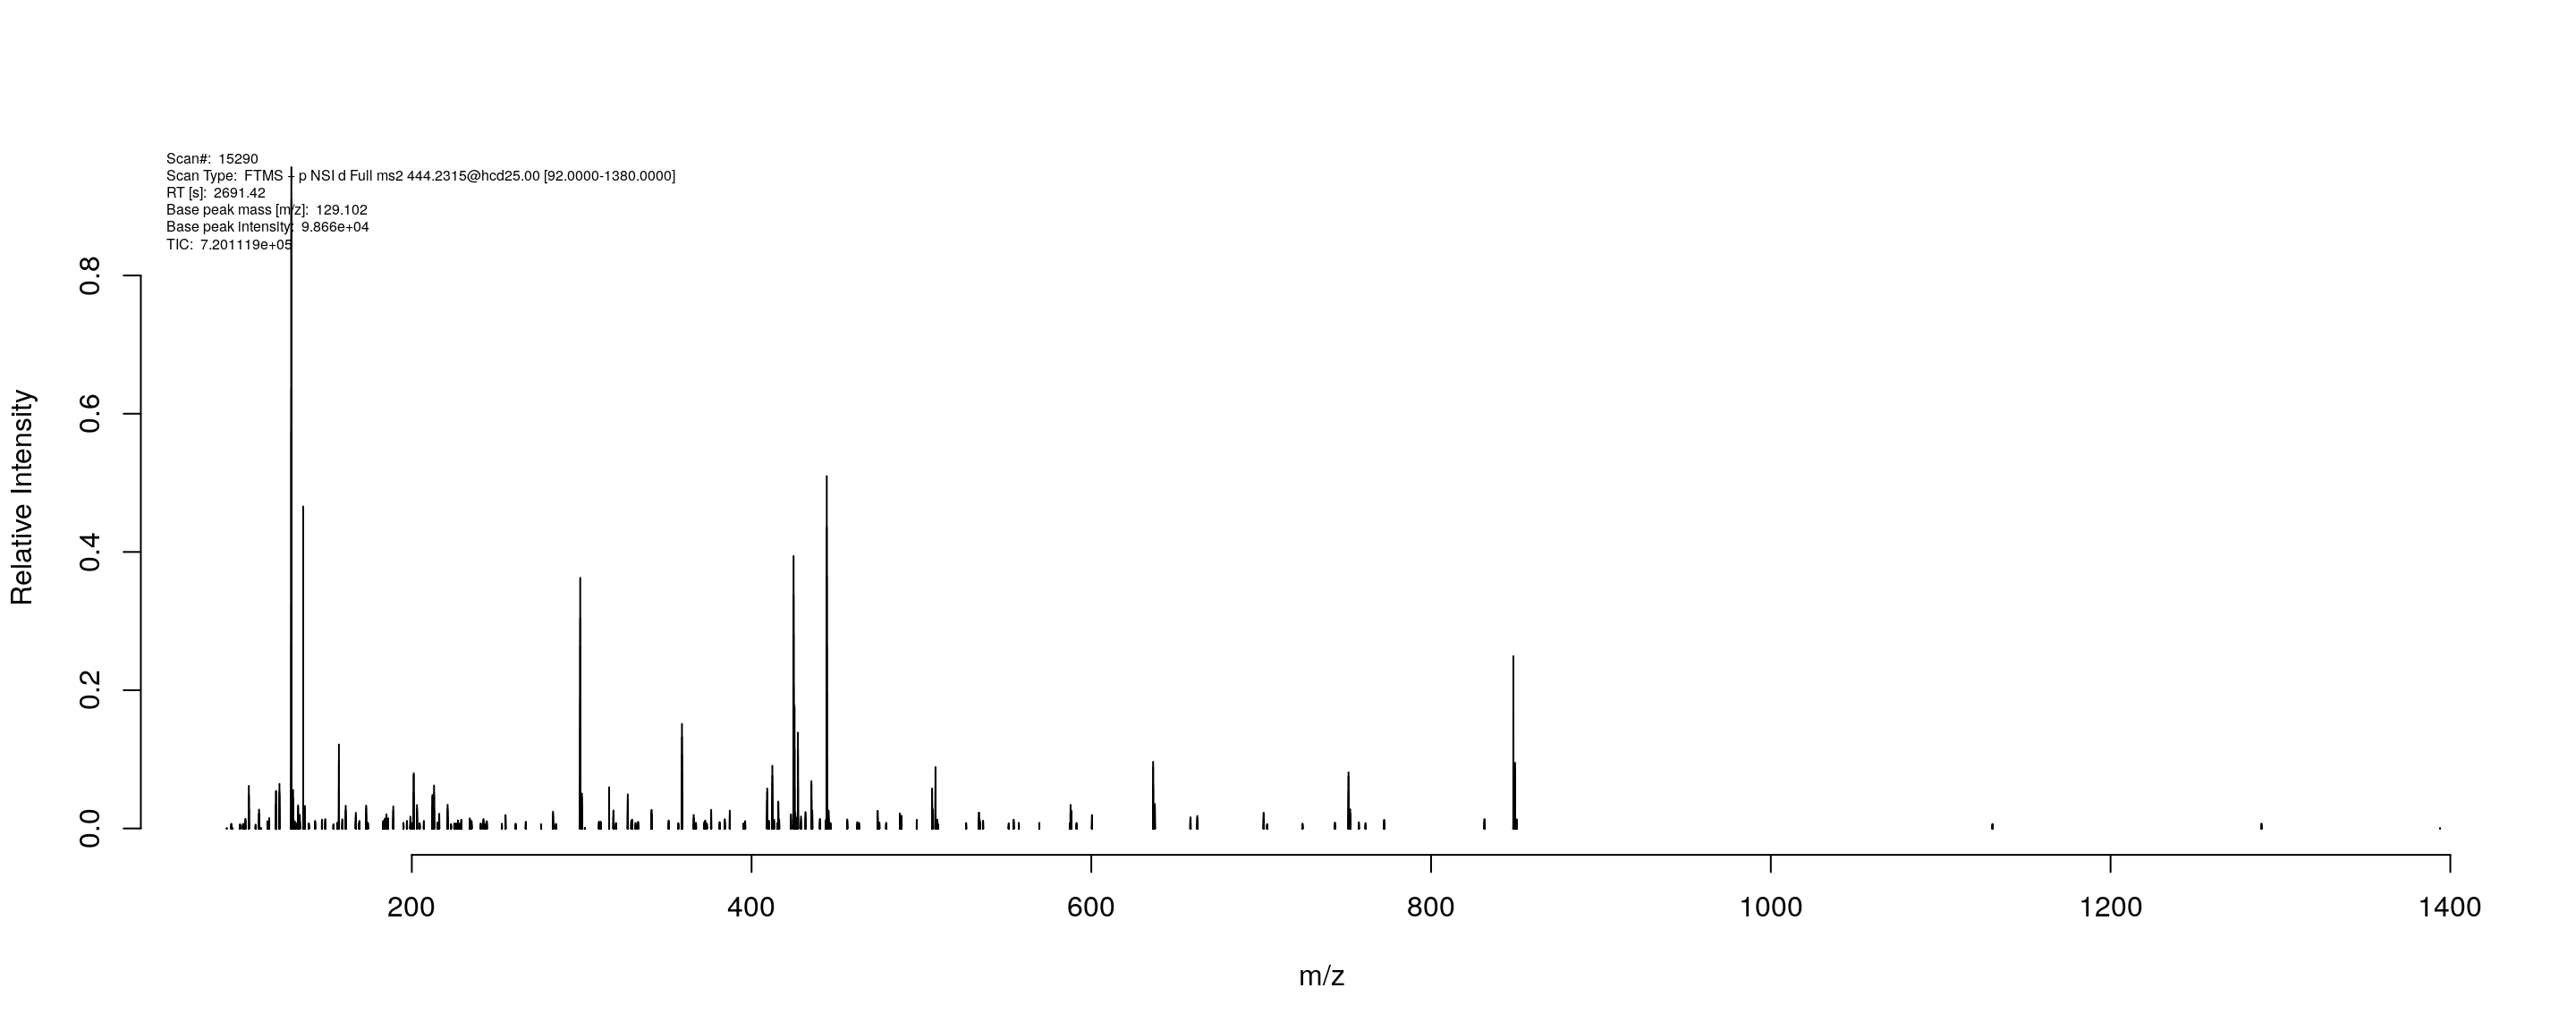 Scan#: 15290
Scan Type: FTMS + p NSI d Full ms2 444.2315@hcd25.00 [92.0000-1380.0000]
RT [s]: 2691.42
Base peak mass [m/z]: 129.102
Base peak intensity: 9.866e+04
TIC: 7.201119e+05
Relative Intensity
0.8
0.6
0.4
0.2
0.0
200 400 600 800 1000 1200 1400
m/z